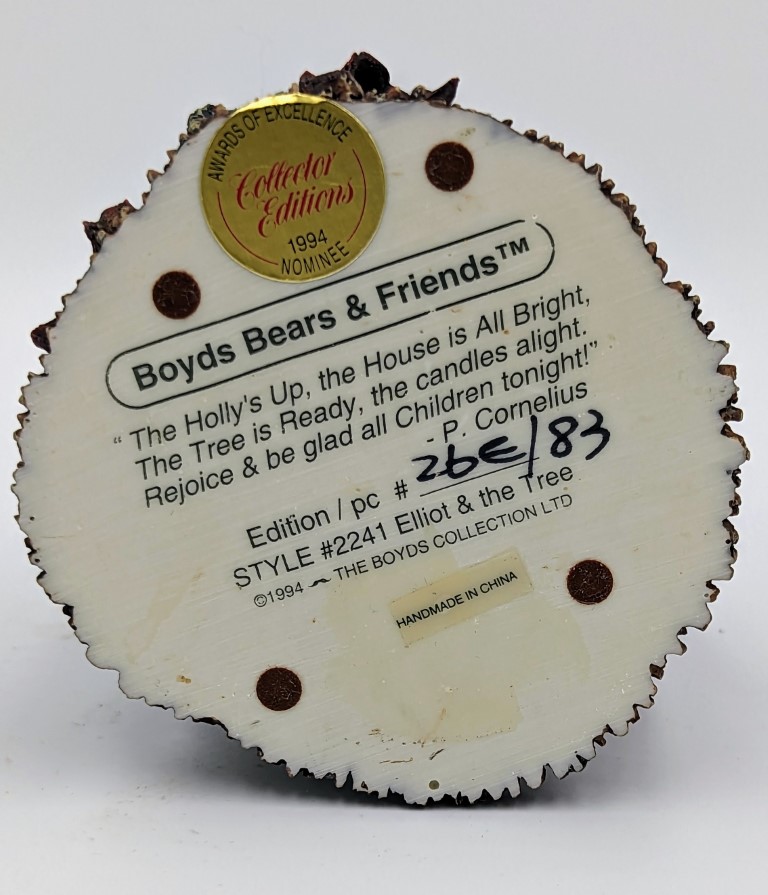 AWARDS OF EXCELLENCE
Collector
Editions
1994
NOMINEE
Boyds Bears & Friends™
“ The Holly's Up, the House is All Bright,
The Tree is Ready, the candles alight.
Rejoice & be glad all Children tonight!”
- P. Cornelius
Edition / pc # 26E/83
STYLE #2241 Elliot & the Tree
©1994 THE BOYDS COLLECTION LTD
HANDMADE IN CHINA